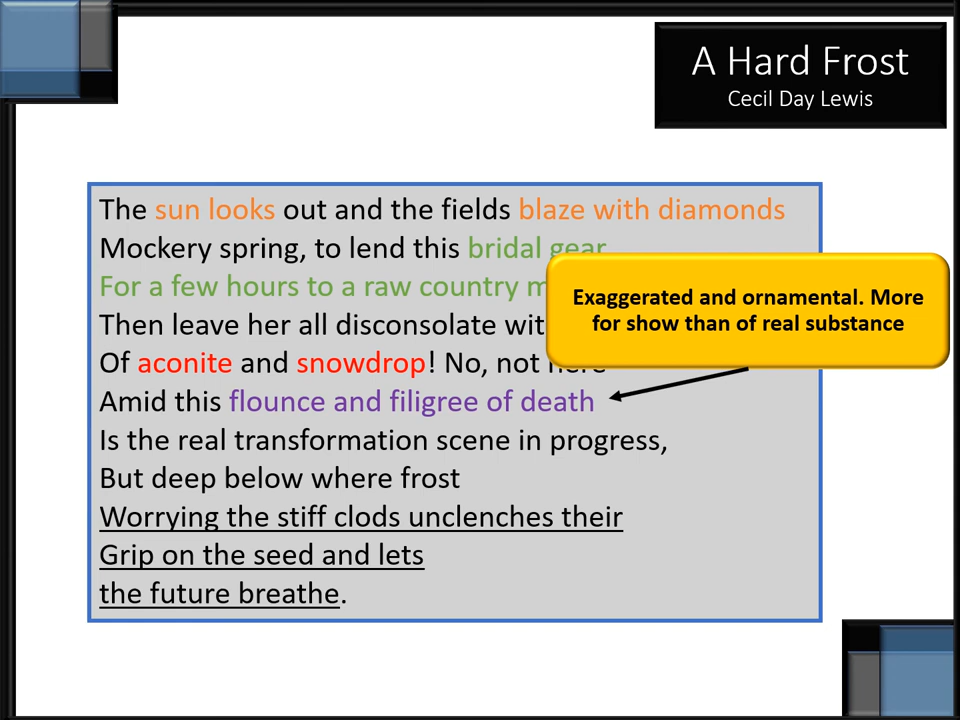 A Hard Frost
Cecil Day Lewis
The sun looks out and the fields blaze with diamonds
Mockery spring, to lend this bridal gear
For a few hours to a raw country
Exaggerated and ornamental. More
for show than of real substance
Then leave her all disconsolate
Of aconite and snowdrop! No, not here
Amid this flounce and filigree of death
Is the real transformation scene in progress,
But deep below where frost
Worrying the stiff clods unclenches their
Grip on the seed and lets
the future breathe.